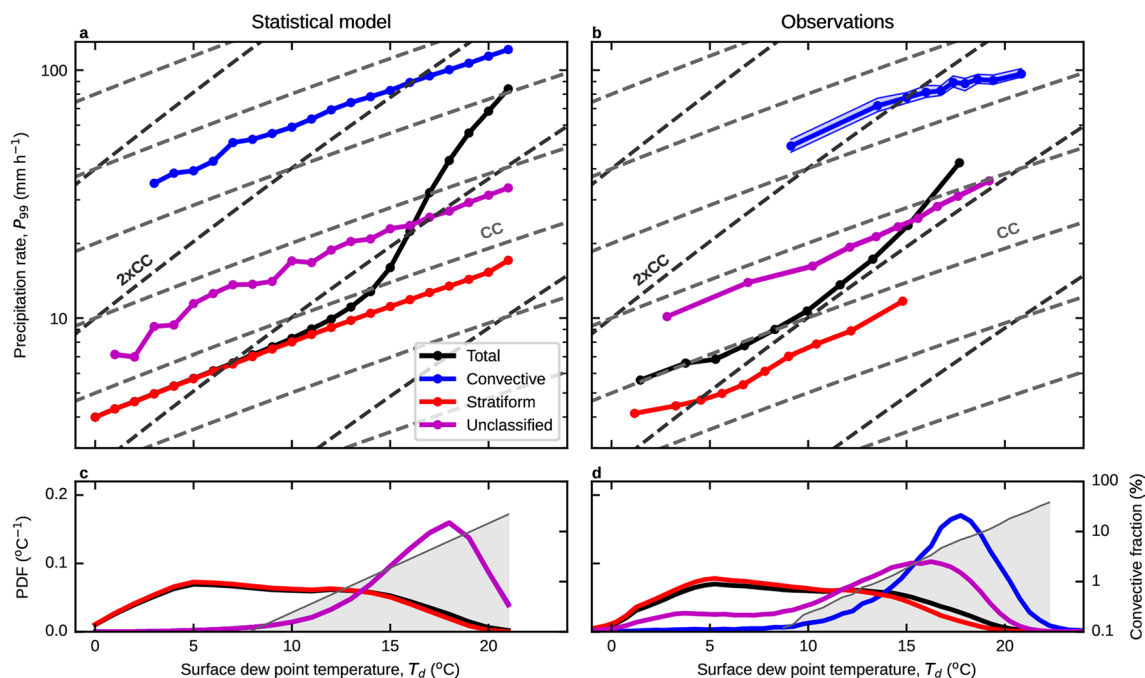 Statistical model
Observations
a
b
100
10
Precipitation rate, P99 (mm h−1)
2xCC
CC
2xCC
CC
Total
Convective
Stratiform
Unclassified
c
d
0.2
0.1
0.0
PDF (°C−1)
0 5 10 15 20
0 5 10 15 20
100
10
1
0.1
Convective fraction (%)
Surface dew point temperature, Td (°C)
Surface dew point temperature, Td (°C)